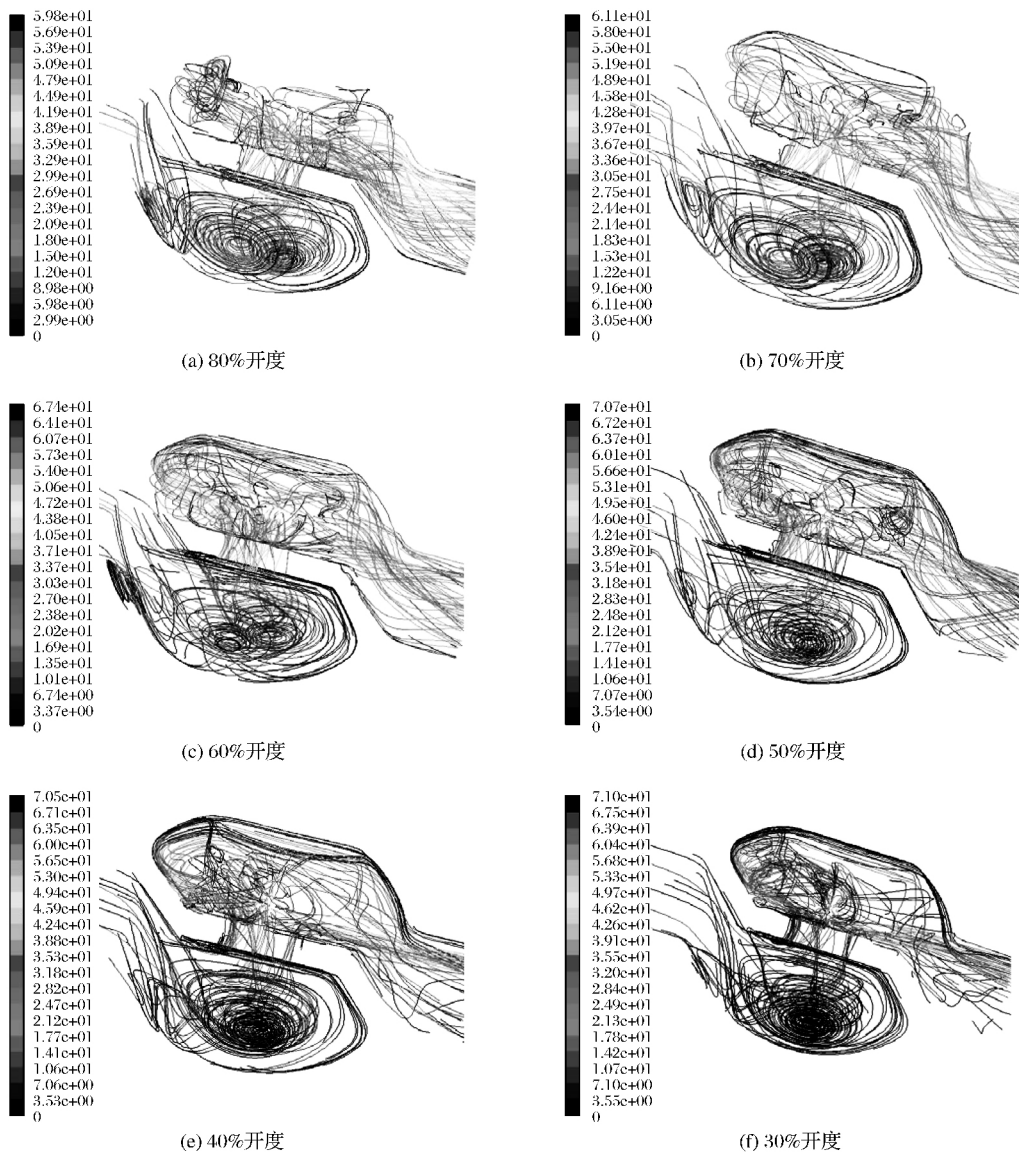 5.98e+01
5.69e+01
5.39e+01
5.09e+01
4.79e+01
4.49e+01
4.19e+01
3.89e+01
3.59e+01
3.29e+01
2.99e+01
2.69e+01
2.39e+01
2.09e+01
1.80e+01
1.50e+01
1.20e+01
8.98e+00
5.98e+00
2.99e+00
0
(a) 80%开度
6.11e+01
5.80e+01
5.50e+01
5.19e+01
4.89e+01
4.58e+01
4.28e+01
3.97e+01
3.67e+01
3.36e+01
3.05e+01
2.75e+01
2.44e+01
2.14e+01
1.83e+01
1.53e+01
1.22e+01
9.16e+00
6.11e+00
3.05e+00
0
(b) 70%开度
6.74e+01
6.41e+01
6.07e+01
5.73e+01
5.40e+01
5.06e+01
4.72e+01
4.38e+01
4.05e+01
3.71e+01
3.37e+01
3.03e+01
2.70e+01
2.38e+01
2.02e+01
1.69e+01
1.35e+01
1.01e+01
6.74e+00
3.37e+00
0
(c) 60%开度
7.07e+01
6.72e+01
6.37e+01
6.01e+01
5.66e+01
5.31e+01
4.95e+01
4.60e+01
4.24e+01
3.89e+01
3.54e+01
3.18e+01
2.83e+01
2.48e+01
2.12e+01
1.77e+01
1.41e+01
1.06e+01
7.07e+00
3.54e+00
0
(d) 50%开度
7.05e+01
6.71e+01
6.35e+01
6.00e+01
5.65e+01
5.30e+01
4.94e+01
4.59e+01
4.24e+01
3.88e+01
3.53e+01
3.18e+01
2.82e+01
2.47e+01
2.12e+01
1.77e+01
1.41e+01
1.06e+01
7.06e+00
3.53e+00
0
(e) 40%开度
7.10e+01
6.75e+01
6.39e+01
6.04e+01
5.68e+01
5.33e+01
4.97e+01
4.62e+01
4.26e+01
3.91e+01
3.55e+01
3.20e+01
2.84e+01
2.49e+01
2.13e+01
1.78e+01
1.42e+01
1.07e+01
7.10e+00
3.55e+00
0
(f) 30%开度